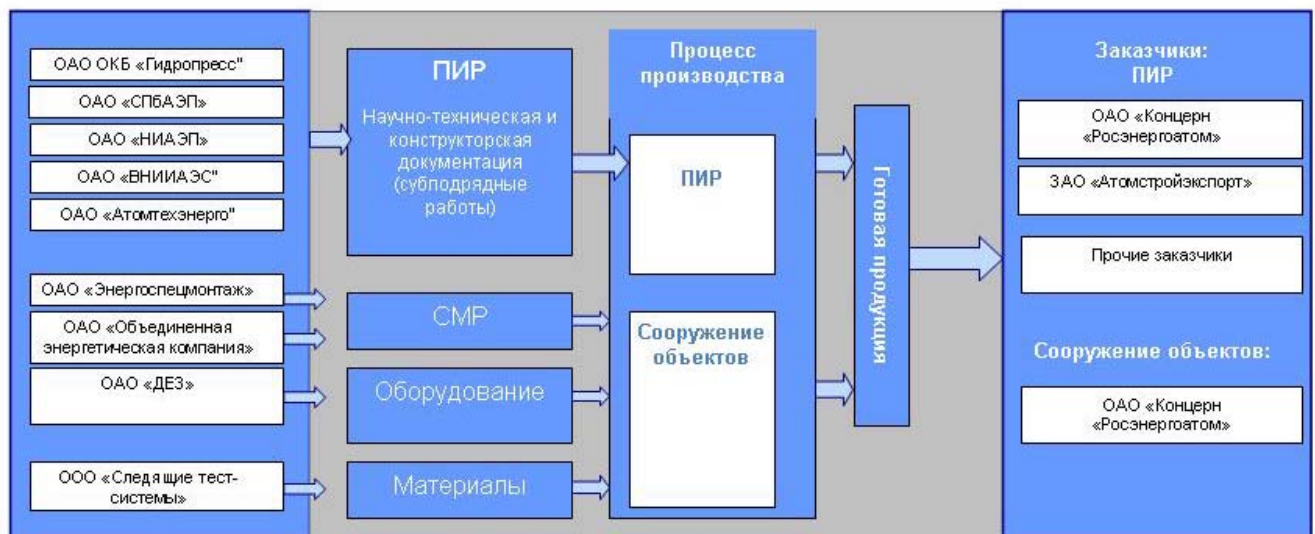 ОАО ОКБ «Гидропресс"
ОАО «СПбАЭП»
ОАО «НИАЭП»
ОАО «ВНИИАЭС"
ОАО «Атомтехэнерго"
ОАО «Энергоспецмонтаж»
ОАО «Объединенная
энергетическая компания»
ОАО «ДЕЗ»
ООО «Следящие тест-
системы»
ПИР
Научно-техническая и
конструкторская
документация
(субподрядные
работы)
СМР
Оборудование
Материалы
Процесс
производства
ПИР
Сооружение
объектов
Готовая продукция
Заказчики:
ПИР
ОАО «Концерн
«Росэнергоатом»
ЗАО «Атомстройэкспорт»
Прочие заказчики
Сооружение объектов:
ОАО «Концерн
«Росэнергоатом»